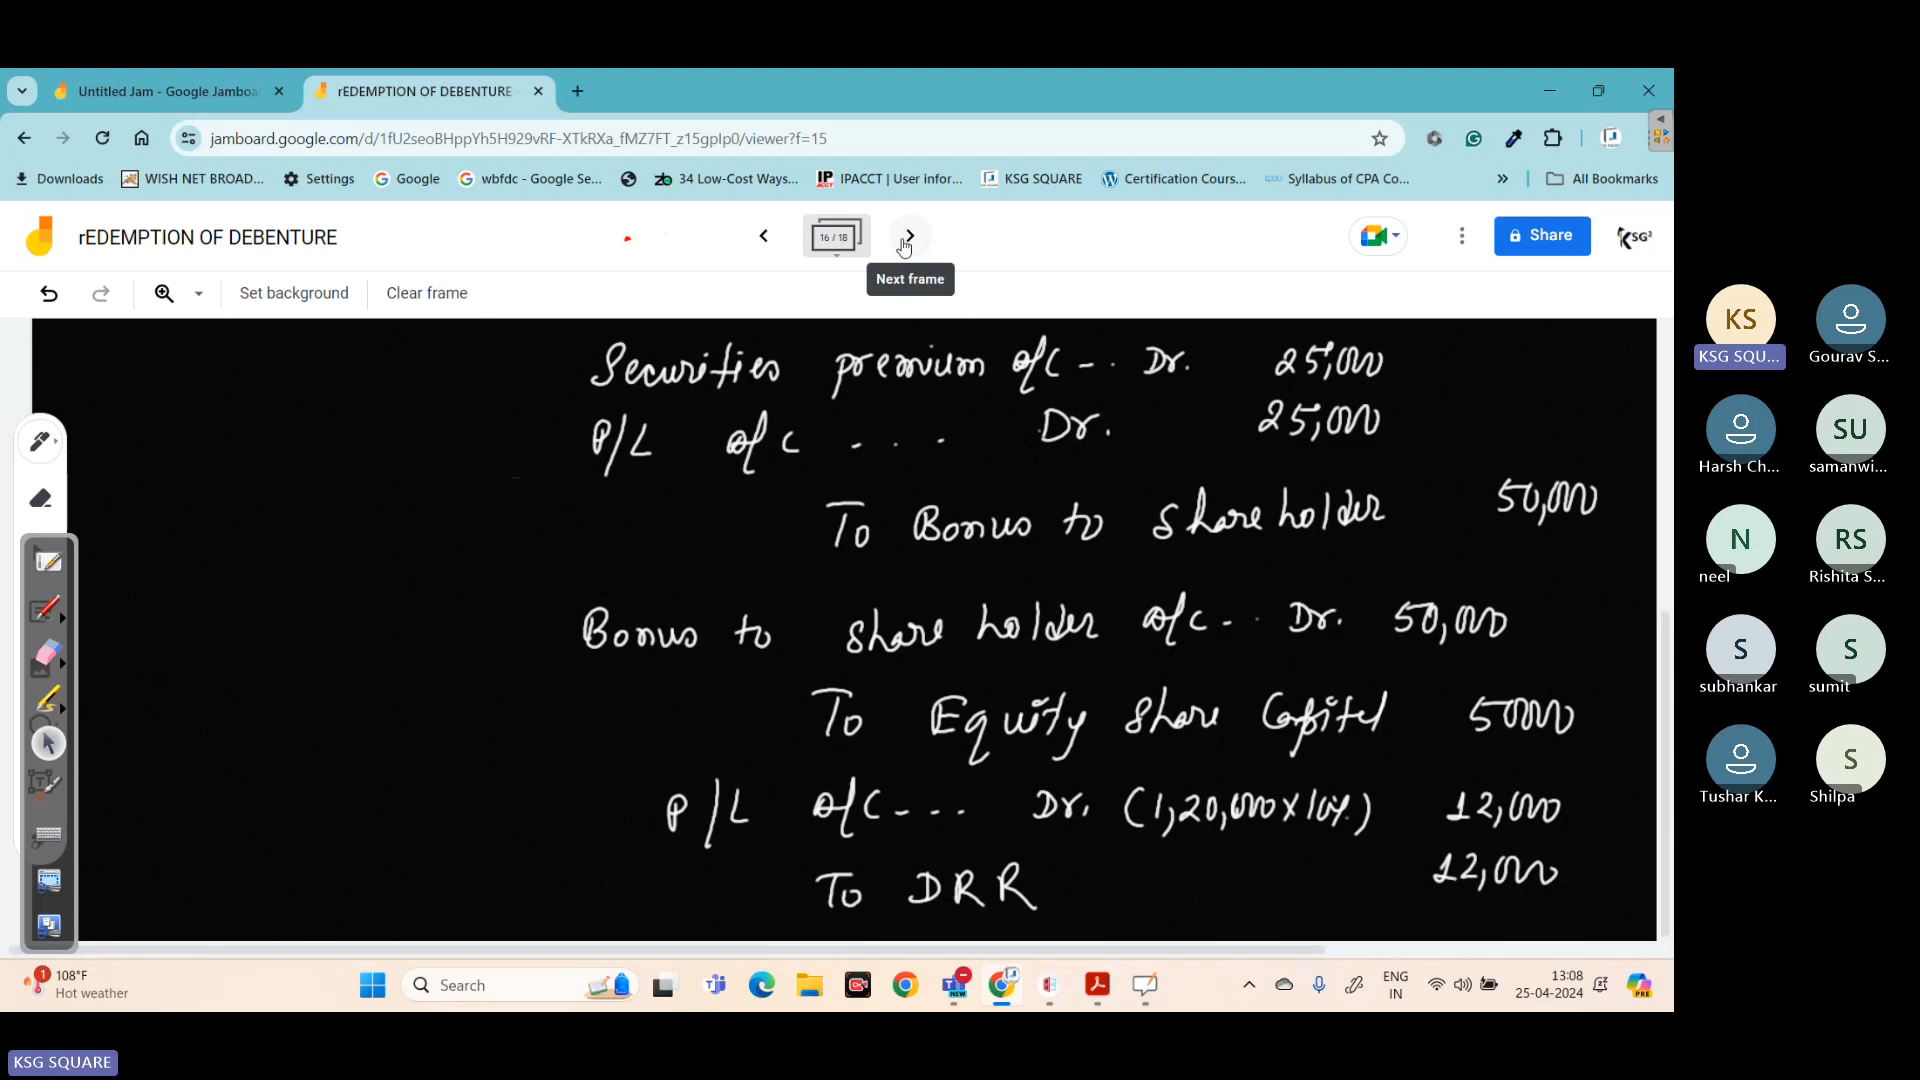 Untitled Jam - Google Jamboa
rEDEMPTION OF DEBENTURE
jamboard.google.com/d/1fU2seoBHppYh5H929vRF-XTkRXa_fMZ7FT_z15gpIp0/viewer?f=15
Downloads WISH NET BROAD... Settings Google wbfdc - Google Se... 34 Low-Cost Ways... IPACCT | User infor... KSG SQUARE Certification Cours... Syllabus of CPA Co... » All Bookmarks
rEDEMPTION OF DEBENTURE 16 / 18 Share KSG²
Next frame
Set background Clear frame
Securities premium a/c - . . Dr. 25,000
P/L a/c . . . Dr. 25,000
To Bonus to Shareholder 50,000
Bonus to share holder a/c - . . Dr. 50,000
To Equity Share Capital 50000
P/L a/c - - - Dr. (1,20,000 x 10%) 12,000
To DRR 12,000
KS
KSG SQU...
Gourav S...
SU
Harsh Ch...
samanwi...
N
RS
neel
Rishita S...
S
S
subhankar
sumit
S
Tushar K...
Shilpa
1
108°F
Hot weather
Search
NEW
ENG
IN
13:08
25-04-2024
PRE
KSG SQUARE